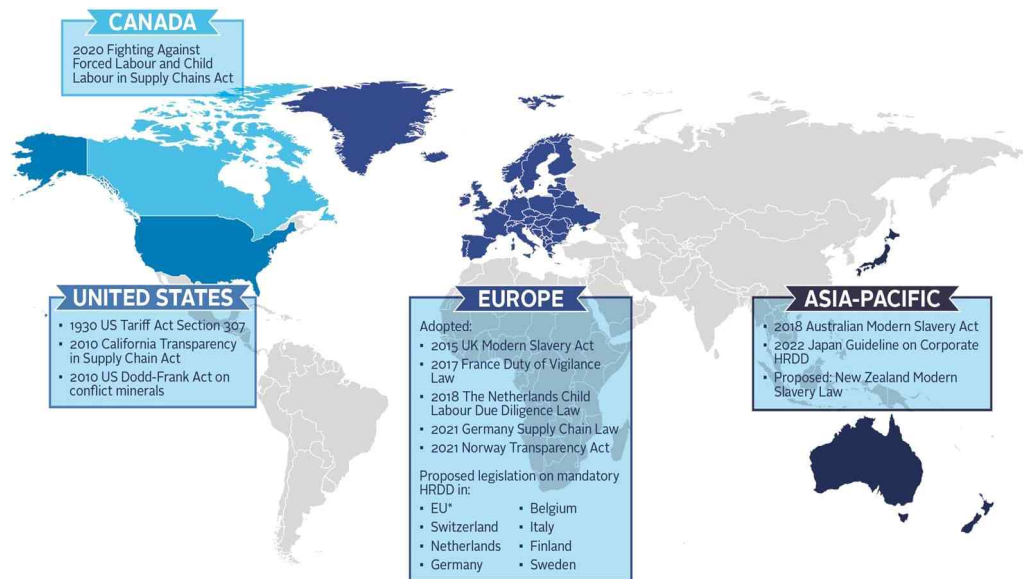 CANADA
2020 Fighting Against
Forced Labour and Child
Labour in Supply Chains Act
UNITED STATES
▪ 1930 US Tariff Act Section 307
▪ 2010 California Transparency
in Supply Chain Act
▪ 2010 US Dodd-Frank Act on
conflict minerals
EUROPE
Adopted:
▪ 2015 UK Modern Slavery Act
▪ 2017 France Duty of Vigilance
Law
▪ 2018 The Netherlands Child
Labour Due Diligence Law
▪ 2021 Germany Supply Chain Law
▪ 2021 Norway Transparency Act
Proposed legislation on mandatory
HRDD in:
▪ EU*
▪ Switzerland
▪ Netherlands
▪ Germany
▪ Belgium
▪ Italy
▪ Finland
▪ Sweden
ASIA-PACIFIC
▪ 2018 Australian Modern Slavery Act
▪ 2022 Japan Guideline on Corporate
HRDD
▪ Proposed: New Zealand Modern
Slavery Law